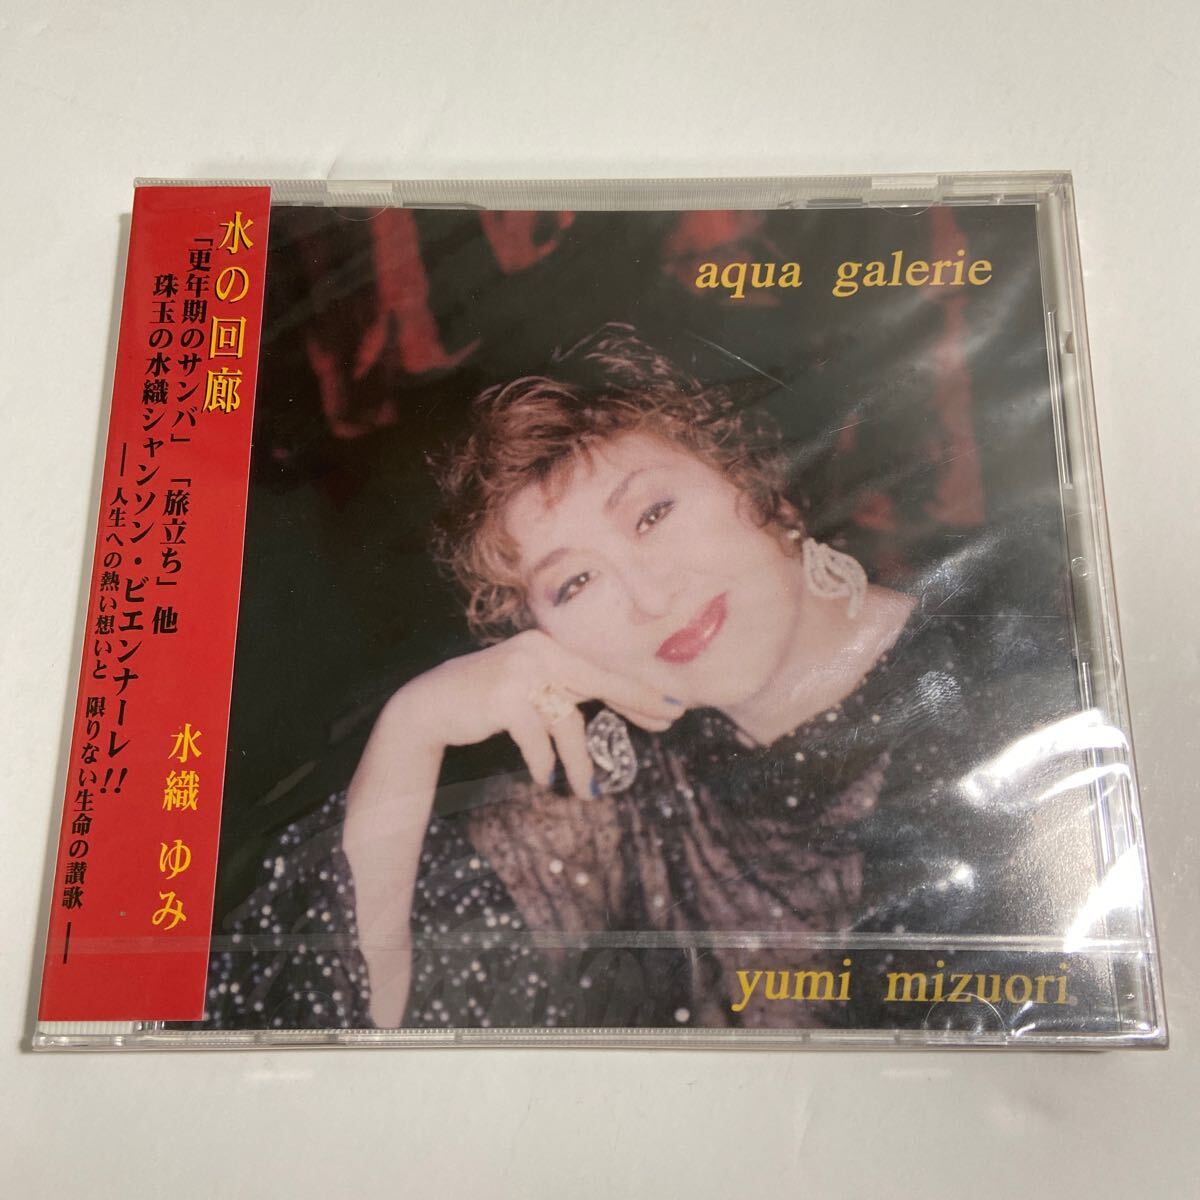 水の回廊
「更年期のサンバ」「旅立ち」他
珠玉の水織シャンソン・ビエンナーレ!!
―人生への熱い想いと 限りない生命の讃歌―
水織 ゆみ
aqua galerie
yumi mizuori